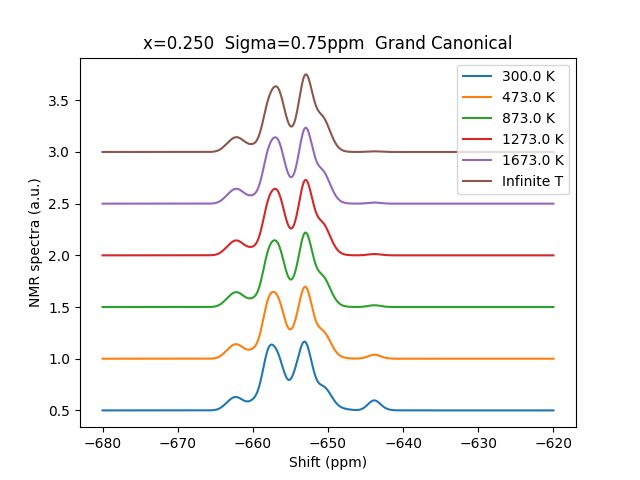 x=0.250  Sigma=0.75ppm  Grand Canonical
300.0 K
473.0 K
873.0 K
1273.0 K
1673.0 K
Infinite T
NMR spectra (a.u.)
3.5
3.0
2.5
2.0
1.5
1.0
0.5
−680
−670
−660
−650
−640
−630
−620
Shift (ppm)